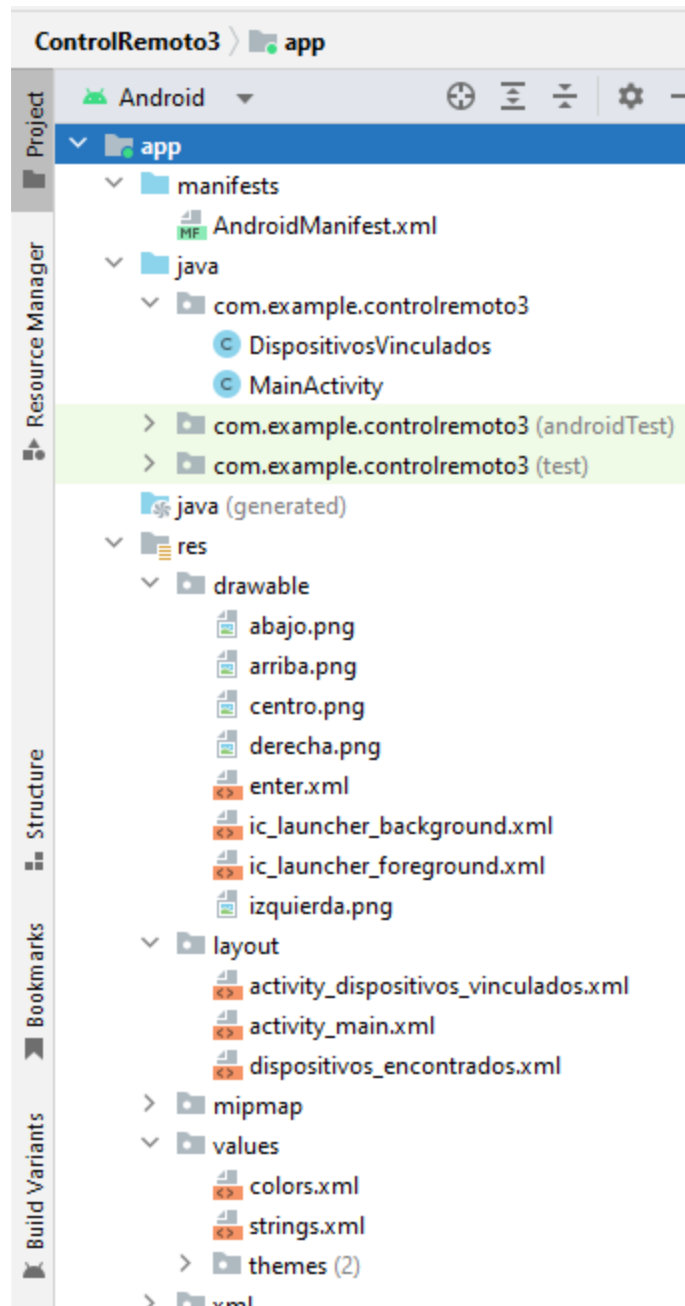 ControlRemoto3 app
Project
Android
app
manifests
AndroidManifest.xml
java
Resource Manager
com.example.controlremoto3
DispositivosVinculados
MainActivity
com.example.controlremoto3 (androidTest)
com.example.controlremoto3 (test)
java (generated)
res
drawable
abajo.png
arriba.png
centro.png
derecha.png
Structure
enter.xml
ic_launcher_background.xml
ic_launcher_foreground.xml
izquierda.png
layout
Bookmarks
activity_dispositivos_vinculados.xml
activity_main.xml
dispositivos_encontrados.xml
mipmap
values
Build Variants
colors.xml
strings.xml
themes (2)
xml